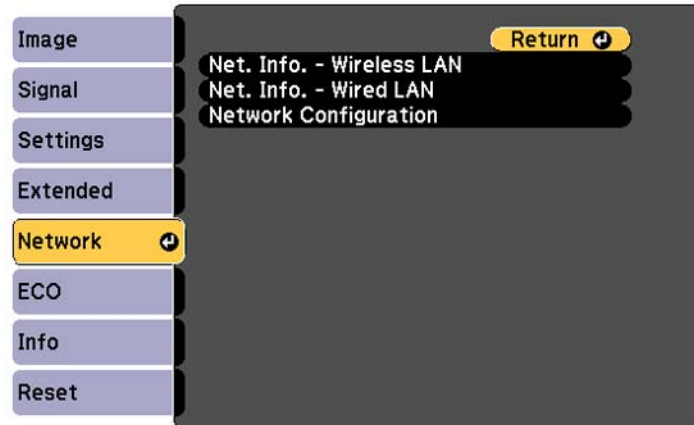 Image
Signal
Settings
Extended
Network
ECO
Info
Reset
Return
Net. Info. - Wireless LAN
Net. Info. - Wired LAN
Network Configuration